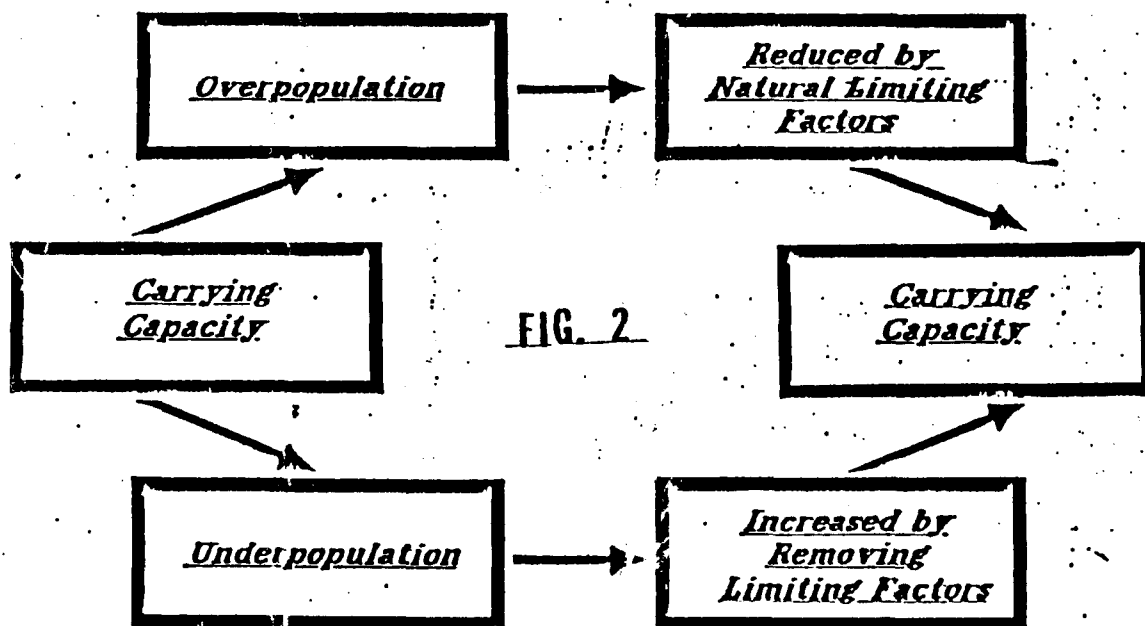 Overpopulation
Reduced by
Natural Limiting
Factors
Carrying
Capacity
FIG. 2
Carrying
Capacity
Underpopulation
Increased by
Removing
Limiting Factors